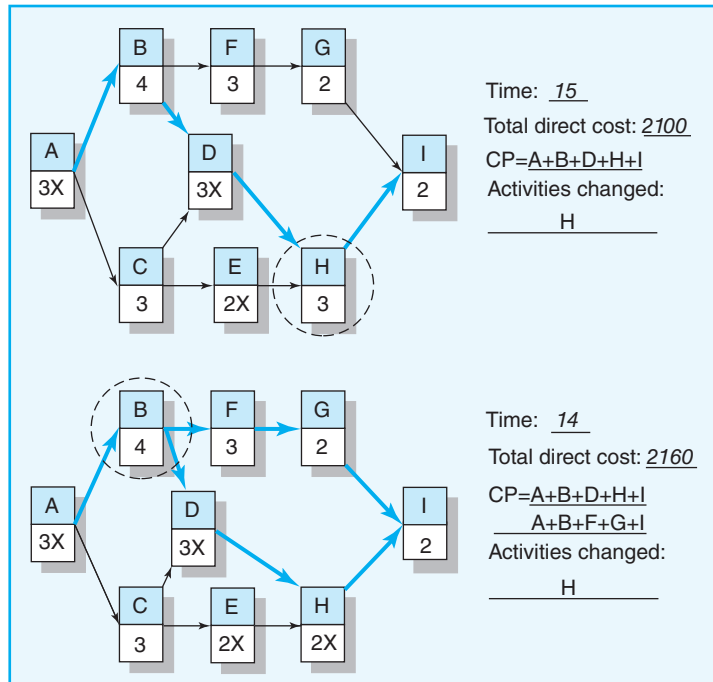 B F G
4 3 2
Time: 15
Total direct cost: 2100
A D I
CP=A+B+D+H+I
3X 3X 2
Activities changed:
H
C E H
3 2X 3
B F G
4 3 2
Time: 14
Total direct cost: 2160
A D I
CP=A+B+D+H+I
A+B+F+G+I
3X 3X 2
Activities changed:
H
C E H
3 2X 2X